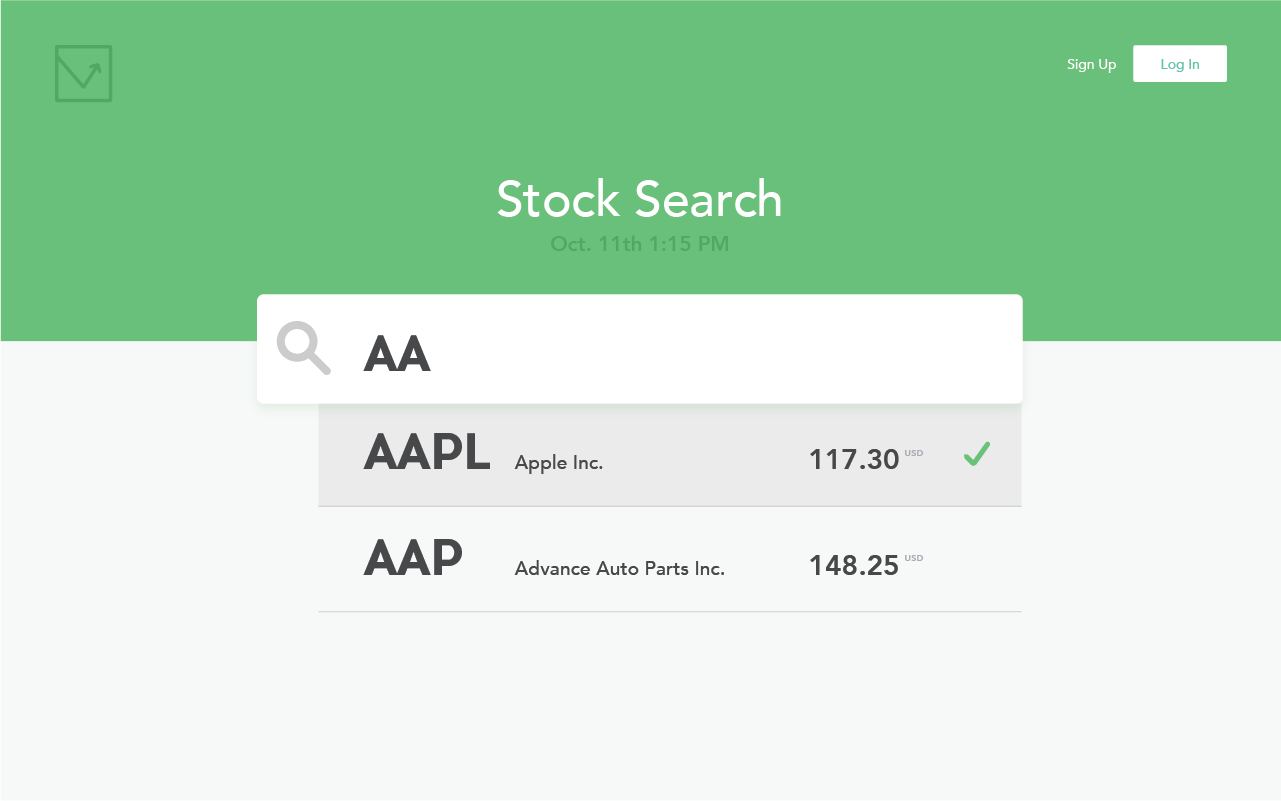 Sign Up
Log In
Stock Search
Oct. 11th 1:15 PM
AA
AAPL Apple Inc. 117.30 USD
AAP Advance Auto Parts Inc. 148.25 USD